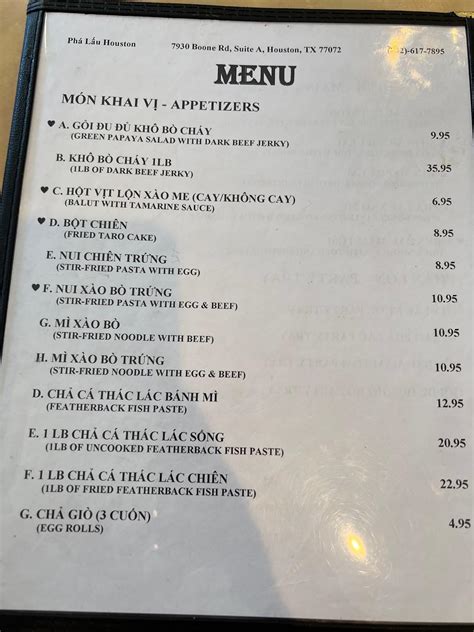 Phá Lấu Houston 7930 Boone Rd, Suite A, Houston, TX 77072 2)-617-7895
MENU
MÓN KHAI VỊ - APPETIZERS
♥ A. GỎI ĐU ĐỦ KHÔ BÒ CHÁY 9.95
(GREEN PAPAYA SALAD WITH DARK BEEF JERKY)
B. KHÔ BÒ CHÁY 1LB 35.95
(1LB OF DARK BEEF JERKY)
♥ C. HỘT VỊT LỘN XÀO ME (CAY/KHÔNG CAY) 6.95
(BALUT WITH TAMARINE SAUCE)
♥ D. BỘT CHIÊN 8.95
(FRIED TARO CAKE)
E. NUI CHIÊN TRỨNG 8.95
(STIR-FRIED PASTA WITH EGG)
♥ F. NUI XÀO BÒ TRỨNG 10.95
(STIR-FRIED PASTA WITH EGG & BEEF)
G. MÌ XÀO BÒ 10.95
(STIR-FRIED NOODLE WITH BEEF)
H. MÌ XÀO BÒ TRỨNG 10.95
(STIR-FRIED NOODLE WITH EGG & BEEF)
D. CHẢ CÁ THÁC LÁC BÁNH MÌ 12.95
(FEATHERBACK FISH PASTE)
E. 1 LB CHẢ CÁ THÁC LÁC SỐNG 20.95
(1LB OF UNCOOKED FEATHERBACK FISH PASTE)
F. 1 LB CHẢ CÁ THÁC LÁC CHIÊN 22.95
(1LB OF FRIED FEATHERBACK FISH PASTE)
G. CHẢ GIÒ (3 CUỐN) 4.95
(EGG ROLLS)